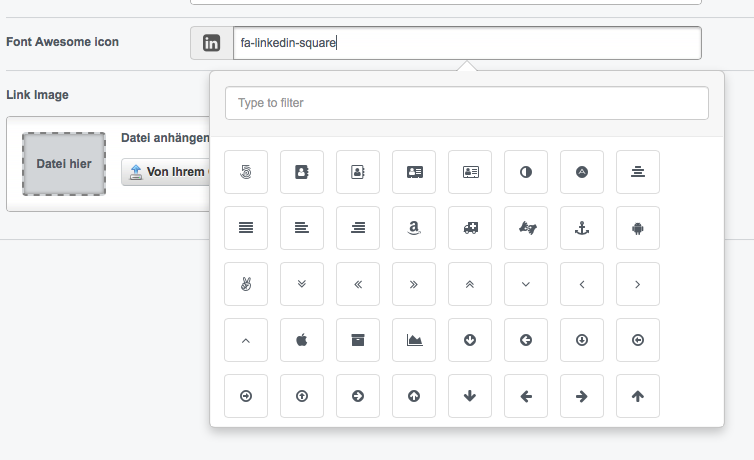 Font Awesome icon
fa-linkedin-square
Type to filter
Link Image
Datei hier
Datei anhängen
Von Ihrem